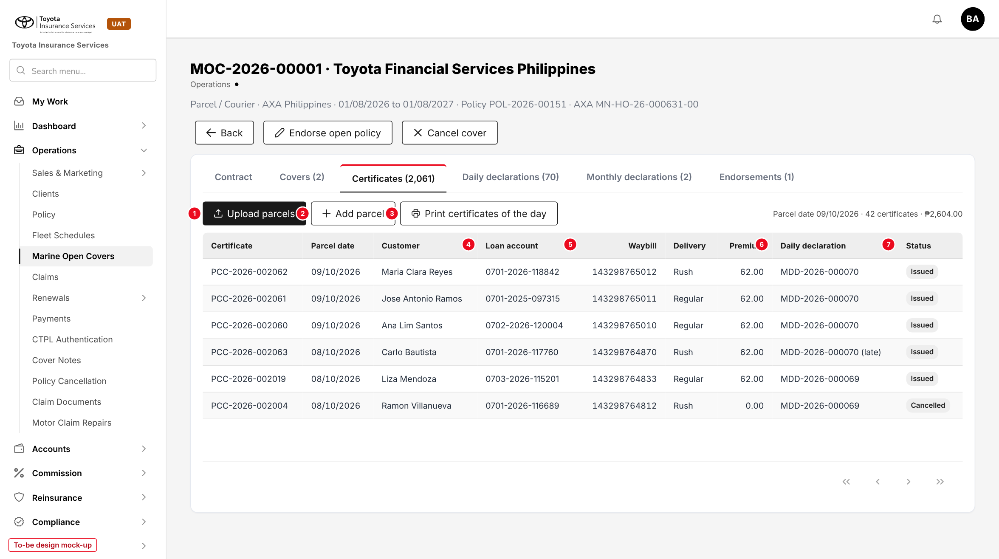 Toyota
Insurance Services
UAT
Toyota Insurance Services
Search menu...
My Work
Dashboard
Operations
Sales & Marketing
Clients
Policy
Fleet Schedules
Marine Open Covers
Claims
Renewals
Payments
CTPL Authentication
Cover Notes
Policy Cancellation
Claim Documents
Motor Claim Repairs
Accounts
Commission
Reinsurance
Compliance
To-be design mock-up
BA
MOC-2026-00001 · Toyota Financial Services Philippines
Operations
Parcel / Courier · AXA Philippines · 01/08/2026 to 01/08/2027 · Policy POL-2026-00151 · AXA MN-HO-26-000631-00
Back
Endorse open policy
Cancel cover
Contract Covers (2) Certificates (2,061) Daily declarations (70) Monthly declarations (2) Endorsements (1)
1 Upload parcels 2 Add parcel 3 Print certificates of the day Parcel date 09/10/2026 · 42 certificates · ₱2,604.00
Certificate Parcel date Customer 4 Loan account 5 Waybill Delivery Premiu 6 Daily declaration 7 Status
PCC-2026-002062 09/10/2026 Maria Clara Reyes 0701-2026-118842 143298765012 Rush 62.00 MDD-2026-000070 Issued
PCC-2026-002061 09/10/2026 Jose Antonio Ramos 0701-2025-097315 143298765011 Regular 62.00 MDD-2026-000070 Issued
PCC-2026-002060 09/10/2026 Ana Lim Santos 0702-2026-120004 143298765010 Regular 62.00 MDD-2026-000070 Issued
PCC-2026-002063 08/10/2026 Carlo Bautista 0701-2026-117760 143298764870 Rush 62.00 MDD-2026-000070 (late) Issued
PCC-2026-002019 08/10/2026 Liza Mendoza 0703-2026-115201 143298764833 Regular 62.00 MDD-2026-000069 Issued
PCC-2026-002004 08/10/2026 Ramon Villanueva 0701-2026-116689 143298764812 Rush 0.00 MDD-2026-000069 Cancelled